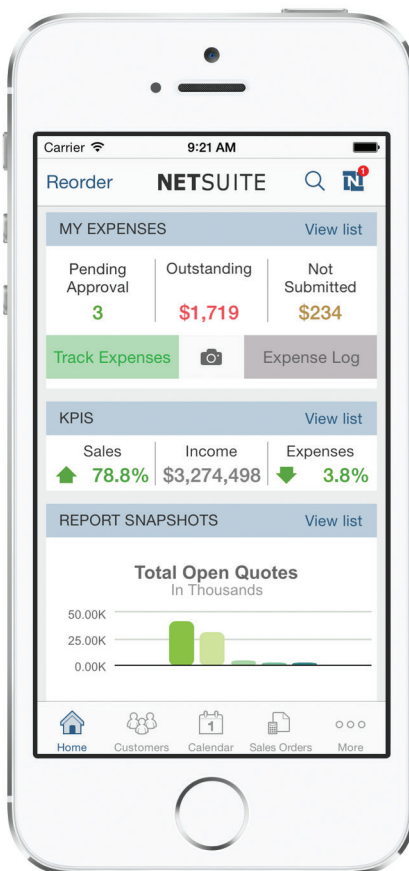 Carrier 9:21 AM
Reorder NETSUITE 1
MY EXPENSES View list
Pending Approval Outstanding Not Submitted
3 $1,719 $234
Track Expenses Expense Log
KPIS View list
Sales Income Expenses
78.8% $3,274,498 3.8%
REPORT SNAPSHOTS View list
Total Open Quotes
In Thousands
50.00K
25.00K
0.00K
1
Home Customers Calendar Sales Orders More